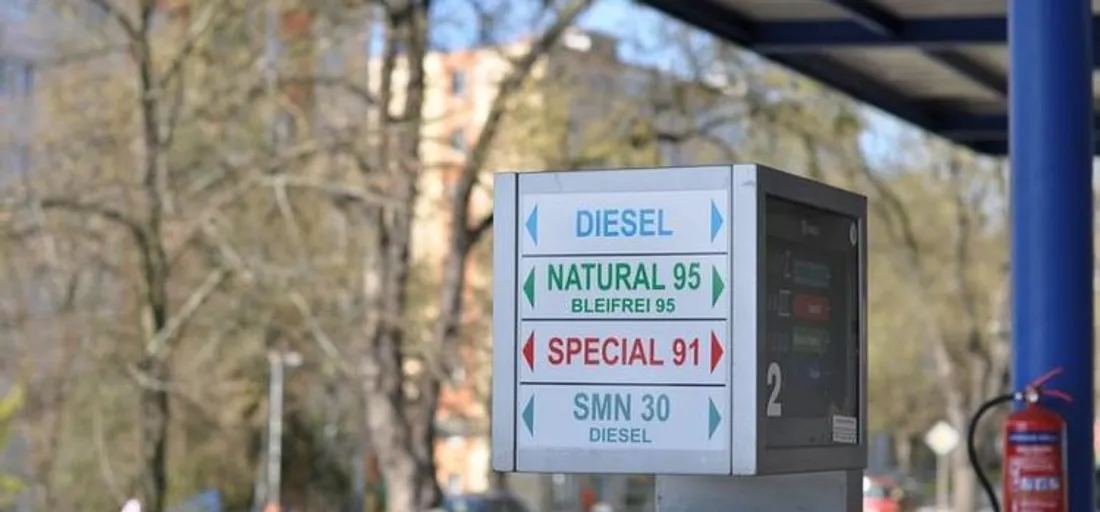 DIESEL
NATURAL 95
BLEIFREI 95
SPECIAL 91
SMN 30
DIESEL
2